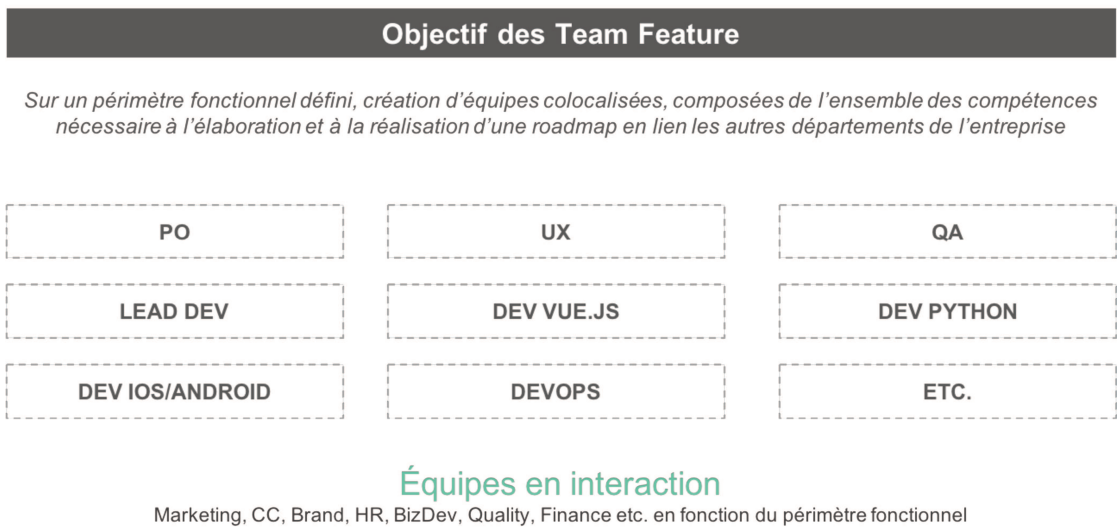 Objectif des Team Feature
Sur un périmètre fonctionnel défini, création d’équipes colocalisées, composées de l’ensemble des compétences
nécessaire à l’élaboration et à la réalisation d’une roadmap en lien les autres départements de l’entreprise
PO
UX
QA
LEAD DEV
DEV VUE.JS
DEV PYTHON
DEV IOS/ANDROID
DEVOPS
ETC.
Équipes en interaction
Marketing, CC, Brand, HR, BizDev, Quality, Finance etc. en fonction du périmètre fonctionnel